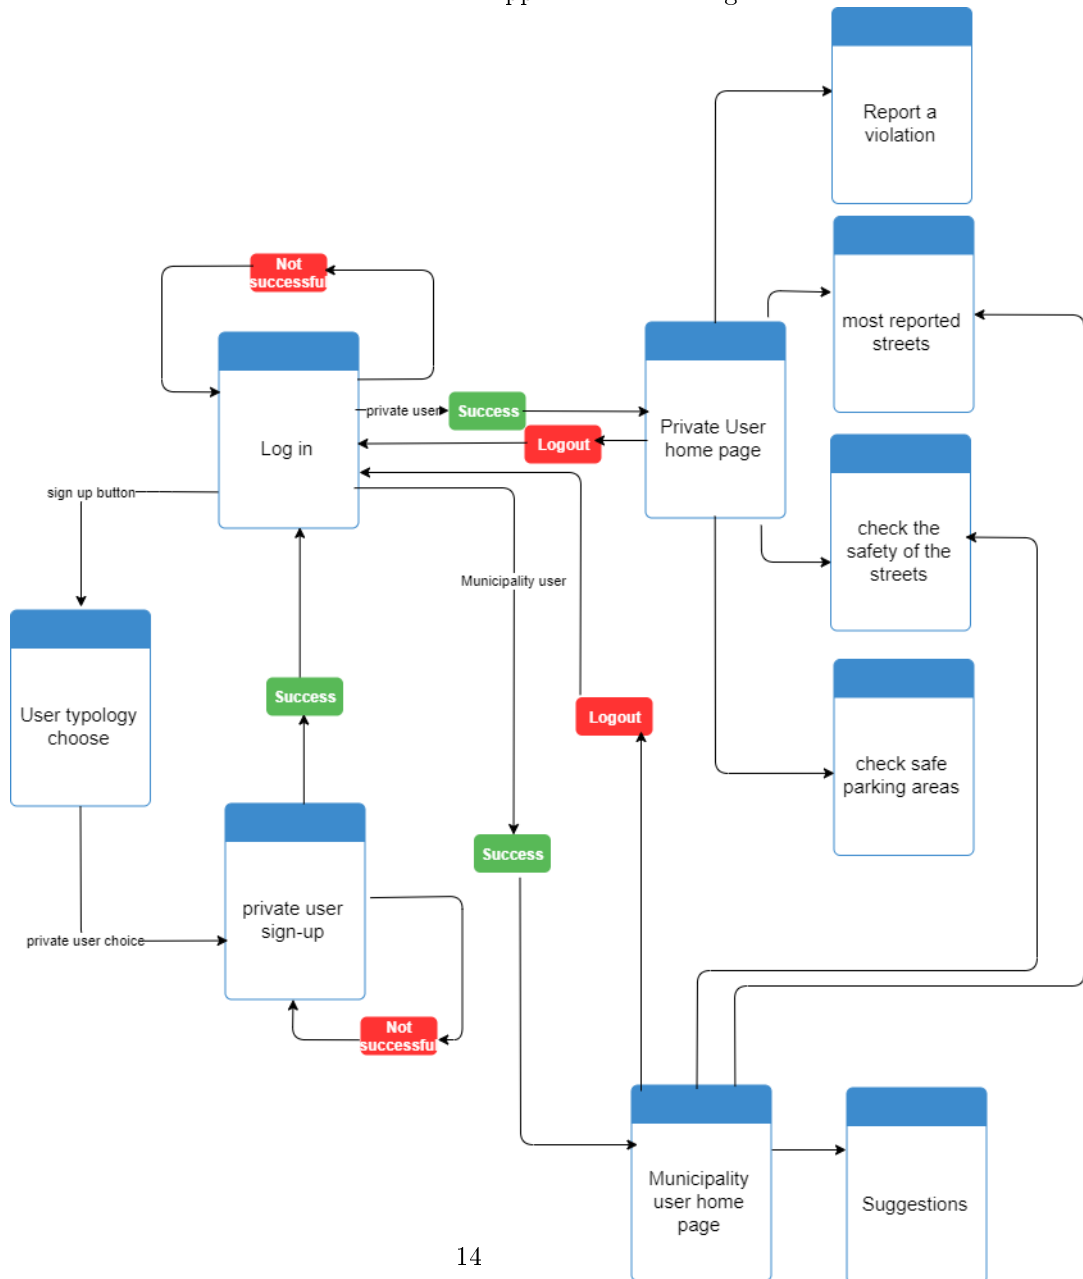 Report a
violation
Not
successful
most reported
streets
private user
Success
Logout
Private User
home page
Log in
sign up button
check the
safety of the
streets
Municipality user
Success
Logout
User typology
choose
check safe
parking areas
Success
private user
sign-up
private user choice
Not
successful
Municipality
user home
page
Suggestions
14